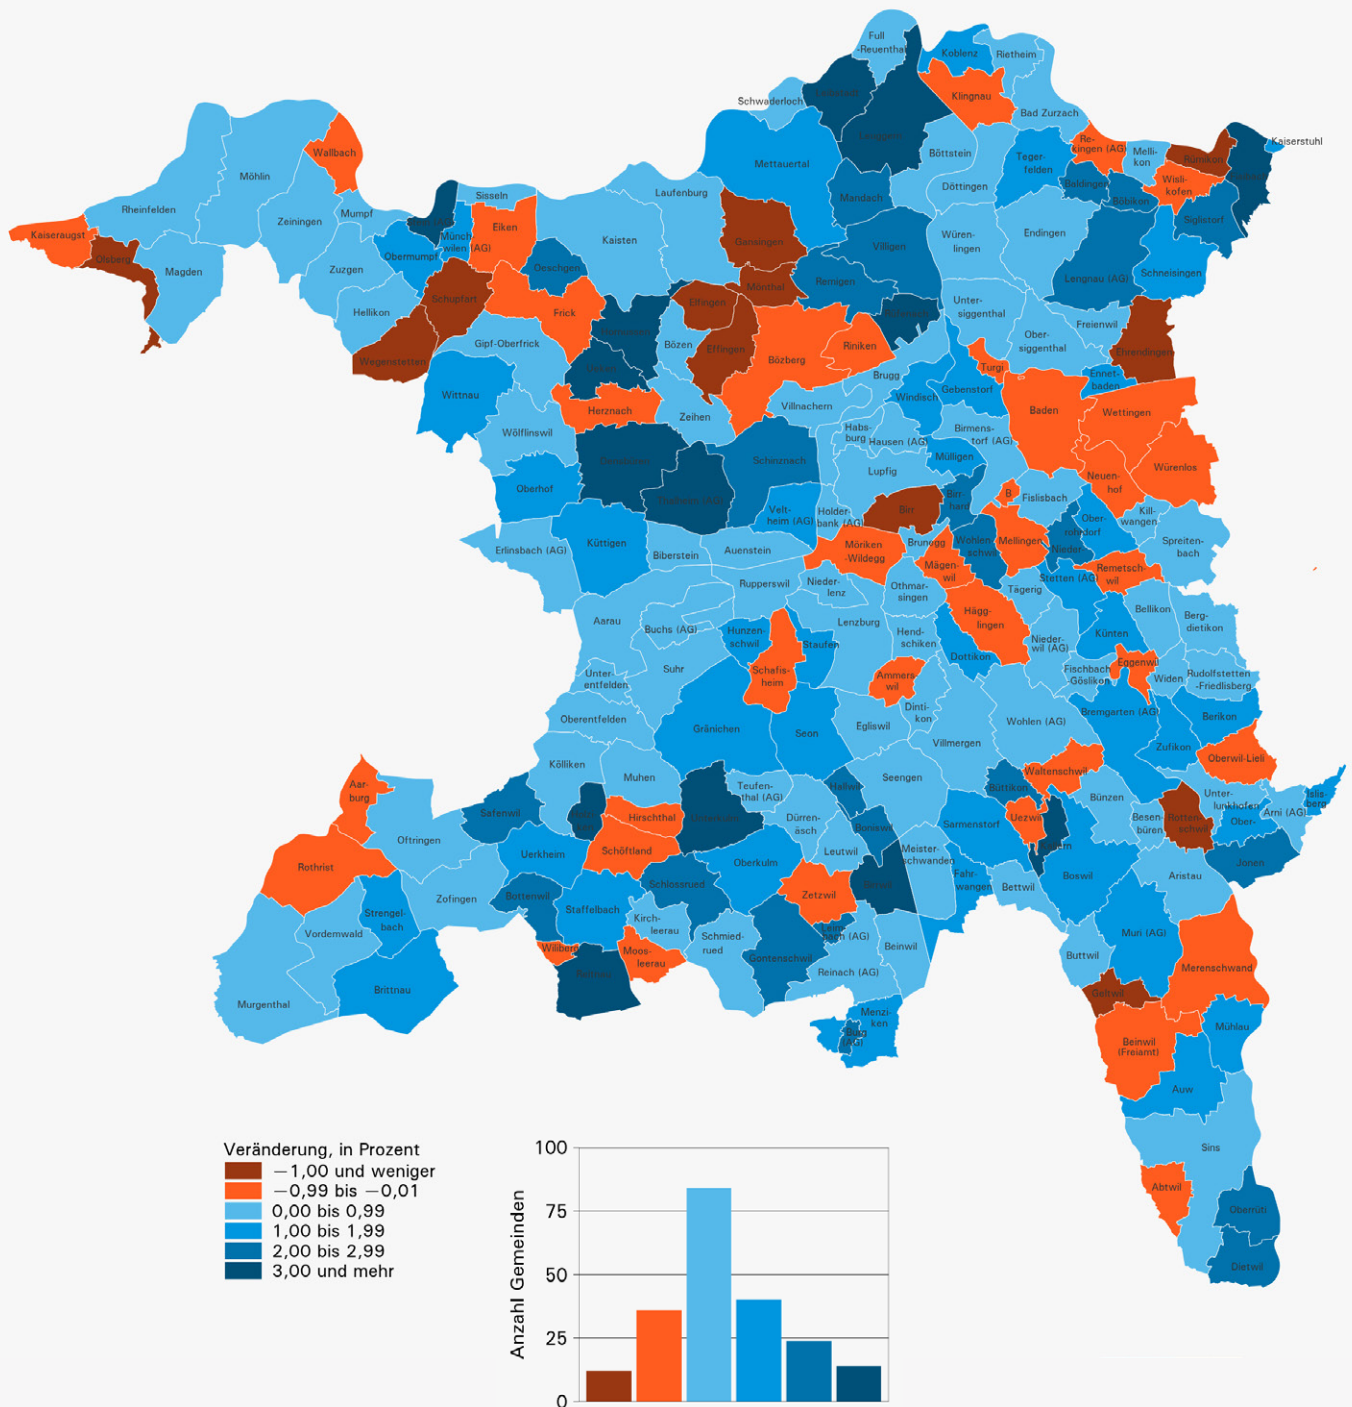 Full
-Reuenthal
Koblenz
Rietheim
Leibstadt
Klingnau
Schwaderloch
Bad Zurzach
Leuggern
Wallbach
Mettauertal
Böttstein
Teger-
felden
Re-
kingen (AG)
Melli-
kon
Rümikon
Kaiserstuhl
Möhlin
Wisli-
kofen
Fisibach
Laufenburg
Mandach
Döttingen
Baldingen
Böbikon
Sisseln
Rheinfelden
Mumpf
Zeiningen
Siglistorf
Kaiseraugst
Eiken
Münch-
wilen (AG)
Kaisten
Gansingen
Villigen
Würen-
lingen
Endingen
Olsberg
Magden
Obermumpf
Zuzgen
Oeschgen
Mönthal
Remigen
Lengnau (AG)
Schneisingen
Schupfart
Hellikon
Frick
Elfingen
Unter-
siggenthal
Hornussen
Rüfenach
Freienwil
Ober-
siggenthal
Gipf-Oberfrick
Bözen
Effingen
Riniken
Bözberg
Wegenstetten
Ueken
Ehrendingen
Turgi
Ennet-
baden
Brugg
Wittnau
Windisch
Gebenstorf
Herznach
Zeihen
Villnachern
Baden
Wettingen
Wölflinswil
Habs-
burg
Hausen (AG)
Birmens-
torf (AG)
Densbüren
Schinznach
Lupfig
Mülligen
Würenlos
Oberhof
Thalheim (AG)
Neuen-
hof
Birr-
hard
B
Fislisbach
Birr
Velt-
heim (AG)
Holder-
bank (AG)
Ober-
rohrdorf
Kill-
wangen
Erlinsbach (AG)
Küttigen
Biberstein
Auenstein
Möriken
-Wildegg
Brunegg
Wohlen-
schwil
Mellingen
Nieder-
Spreiten-
bach
Mägen-
wil
Remetsch-
wil
Stetten (AG)
Rupperswil
Nieder-
lenz
Othmar-
singen
Tägerig
Aarau
Buchs (AG)
Hunzen-
schwil
Staufen
Lenzburg
Hend-
schiken
Hägg-
lingen
Bellikon
Berg-
dietikon
Künten
Nieder-
wil (AG)
Dottikon
Suhr
Unter-
entfelden
Schafis-
heim
Ammers-
wil
Fischbach
-Göslikon
Eggenwil
Widen
Rudolfstetten
-Friedlisberg
Oberentfelden
Gränichen
Seon
Egliswil
Dinti-
kon
Wohlen (AG)
Bremgarten (AG)
Berikon
Villmergen
Zufikon
Oberwil-Lieli
Kölliken
Muhen
Seengen
Waltenschwil
Aar-
burg
Teufen-
thal (AG)
Hallwil
Büttikon
Bünzen
Unter-
lunkhofen
Islis-
berg
Safenwil
Hirschthal
Dürren-
äsch
Boniswil
Sarmenstorf
Uezwil
Besen-
büren
Rotten-
schwil
Ober-
Arni (AG)
Oftringen
Uerkheim
Schöftland
Oberkulm
Leutwil
Meister-
schwanden
Rothrist
Jonen
Fahr-
wangen
Bettwil
Boswil
Aristau
Zofingen
Bottenwil
Staffelbach
Schlossrued
Zetzwil
Birrwil
Strengel-
bach
Kirch-
leerau
Vordemwald
Leim-
bach (AG)
Muri (AG)
Schmied-
rued
Wiliberg
Moos-
leerau
Gontenschwil
Beinwil
Buttwil
Merenschwand
Reinach (AG)
Reitnau
Brittnau
Murgenthal
Geltwil
Menzi-
ken
Burg
(AG)
Mühlau
Beinwil
(Freiamt)
Auw
Sins
Abtwil
Oberrüti
Dietwil
Veränderung, in Prozent
−1,00 und weniger
−0,99 bis −0,01
0,00 bis 0,99
1,00 bis 1,99
2,00 bis 2,99
3,00 und mehr
Anzahl Gemeinden
100
75
50
25
0